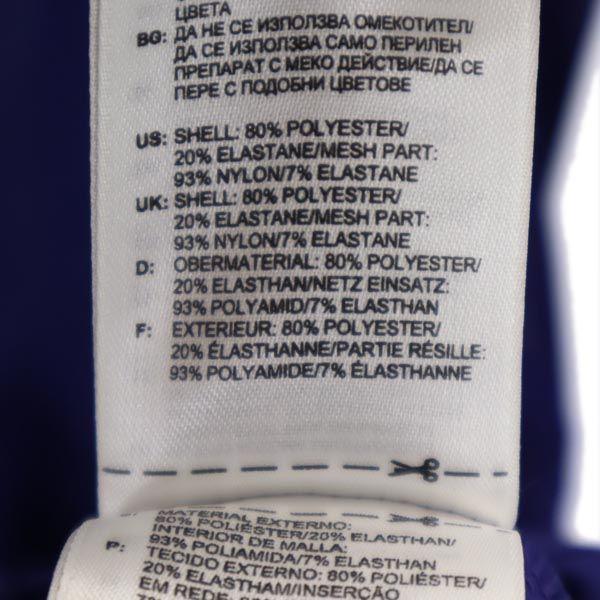 ЦВЕТА
BG: ДА НЕ СЕ ИЗПОЛЗВА ОМЕКОТИТЕЛ/
ДА СЕ ИЗПОЛЗВА САМО ПЕРИЛЕН
ПРЕПАРАТ С МЕКО ДЕЙСТВИЕ/ДА СЕ
ПЕРЕ С ПОДОБНИ ЦВЕТОВЕ
US: SHELL: 80% POLYESTER/
20% ELASTANE/MESH PART:
93% NYLON/7% ELASTANE
UK: SHELL: 80% POLYESTER/
20% ELASTANE/MESH PART:
93% NYLON/7% ELASTANE
D: OBERMATERIAL: 80% POLYESTER/
20% ELASTHAN/NETZ EINSATZ:
93% POLYAMID/7% ELASTHAN
F: EXTERIEUR: 80% POLYESTER/
20% ÉLASTHANNE/PARTIE RÉSILLE:
93% POLYAMIDE/7% ÉLASTHANNE
MATERIAL EXTERNO:
80% POLIÉSTER/20% ELASTHAN/
INTERIOR DE MALLA:
93% POLIAMIDA/7% ELASTHAN
P: TECIDO EXTERNO: 80% POLIÉSTER/
20% ELASTHAM/INSERÇÃO
EM REDE: